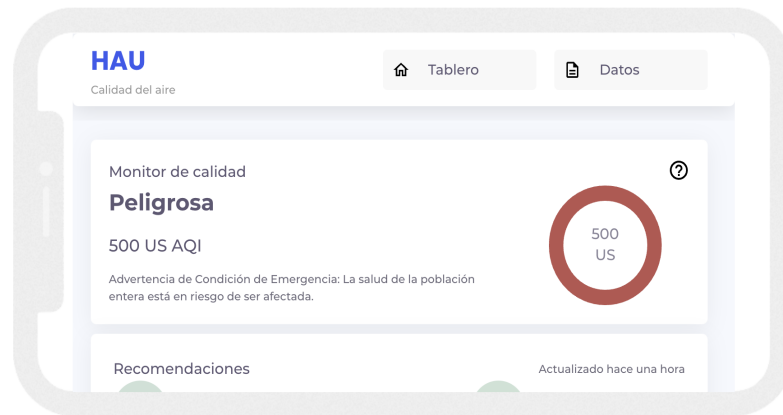 HAU
Calidad del aire
Tablero
Datos
Monitor de calidad
Peligrosa
500 US AQI
Advertencia de Condición de Emergencia: La salud de la población
entera está en riesgo de ser afectada.
500
US
Recomendaciones
Actualizado hace una hora